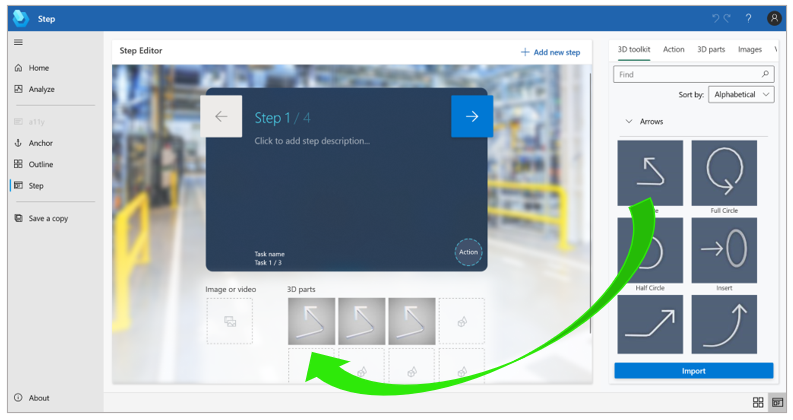 Step
?
Home
Analyze
a11y
Anchor
Outline
Step
Save a copy
About
Step Editor
+ Add new step
Step 1 / 4
Click to add step description...
Task name
Task 1 / 3
Action
Image or video
3D parts
3D toolkit Action 3D parts Images
Find
Sort by: Alphabetical
Arrows
Full Circle
Half Circle
Insert
Import